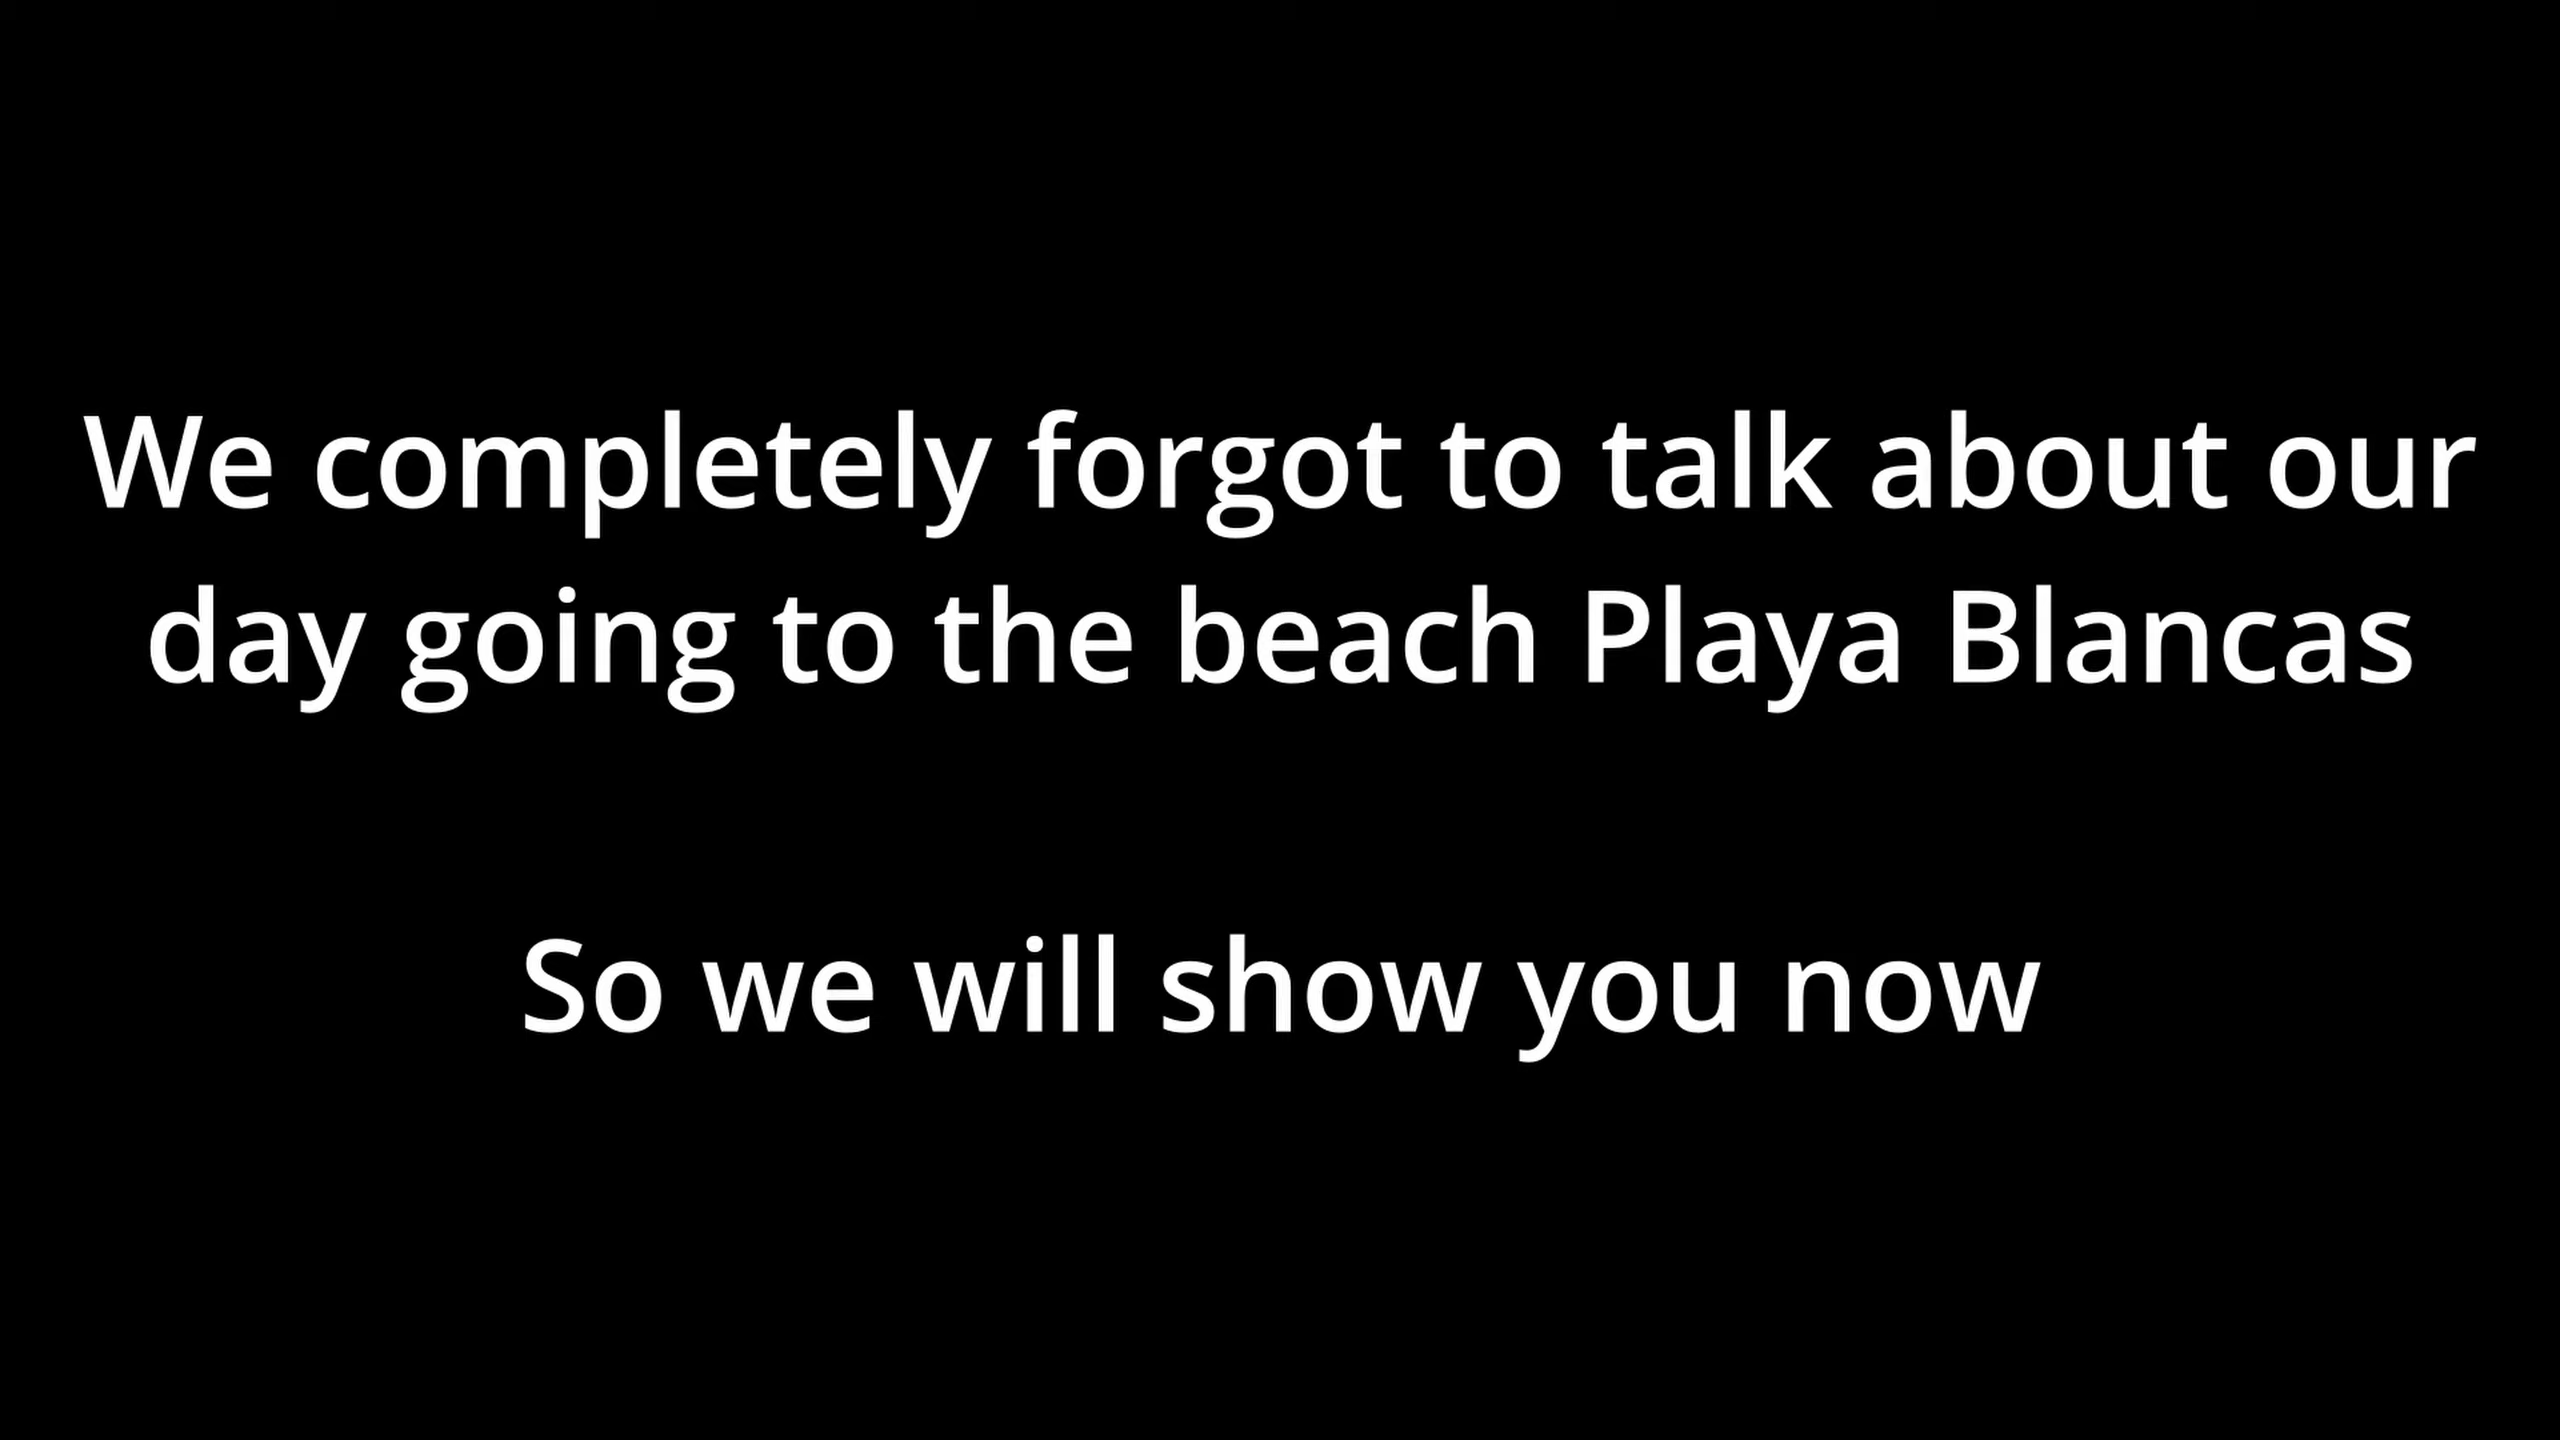 We completely forgot to talk about our
day going to the beach Playa Blancas
So we will show you now